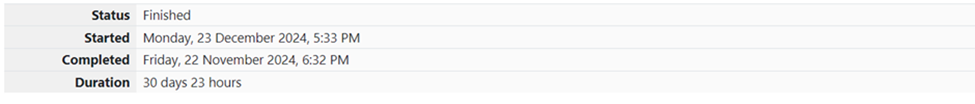 Status Finished
Started Monday, 23 December 2024, 5:33 PM
Completed Friday, 22 November 2024, 6:32 PM
Duration 30 days 23 hours